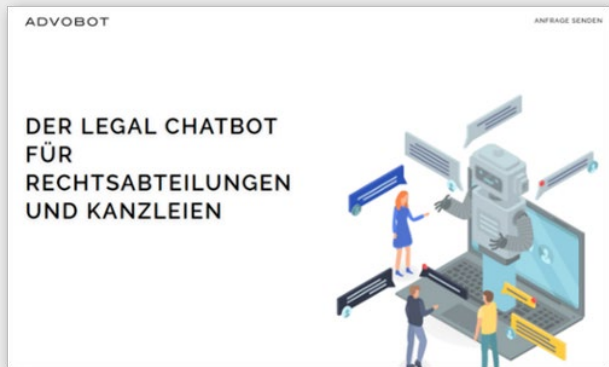 ADVOBOT
ANFRAGE SENDEN
DER LEGAL CHATBOT
FÜR
RECHTSABTEILUNGEN
UND KANZLEIEN